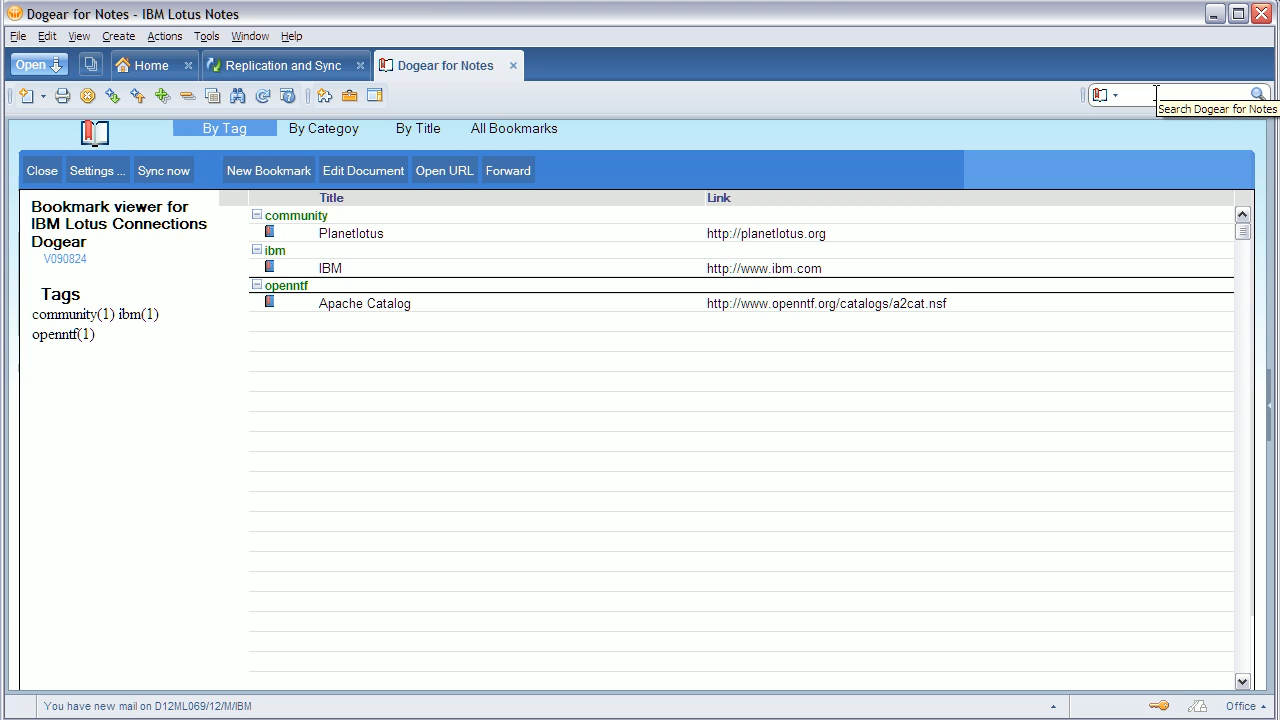 Dogear for Notes - IBM Lotus Notes
File Edit View Create Actions Tools Window Help
Open Home Replication and Sync Dogear for Notes
Search Dogear for Notes
By Tag By Categoy By Title All Bookmarks
Close Settings ... Sync now New Bookmark Edit Document Open URL Forward
Bookmark viewer for
IBM Lotus Connections
Dogear
V090824
Tags
community(1) ibm(1)
openntf(1)
Title Link
community
Planetlotus http://planetlotus.org
ibm
IBM http://www.ibm.com
openntf
Apache Catalog http://www.openntf.org/catalogs/a2cat.nsf
You have new mail on D12ML069/12/M/IBM
Office